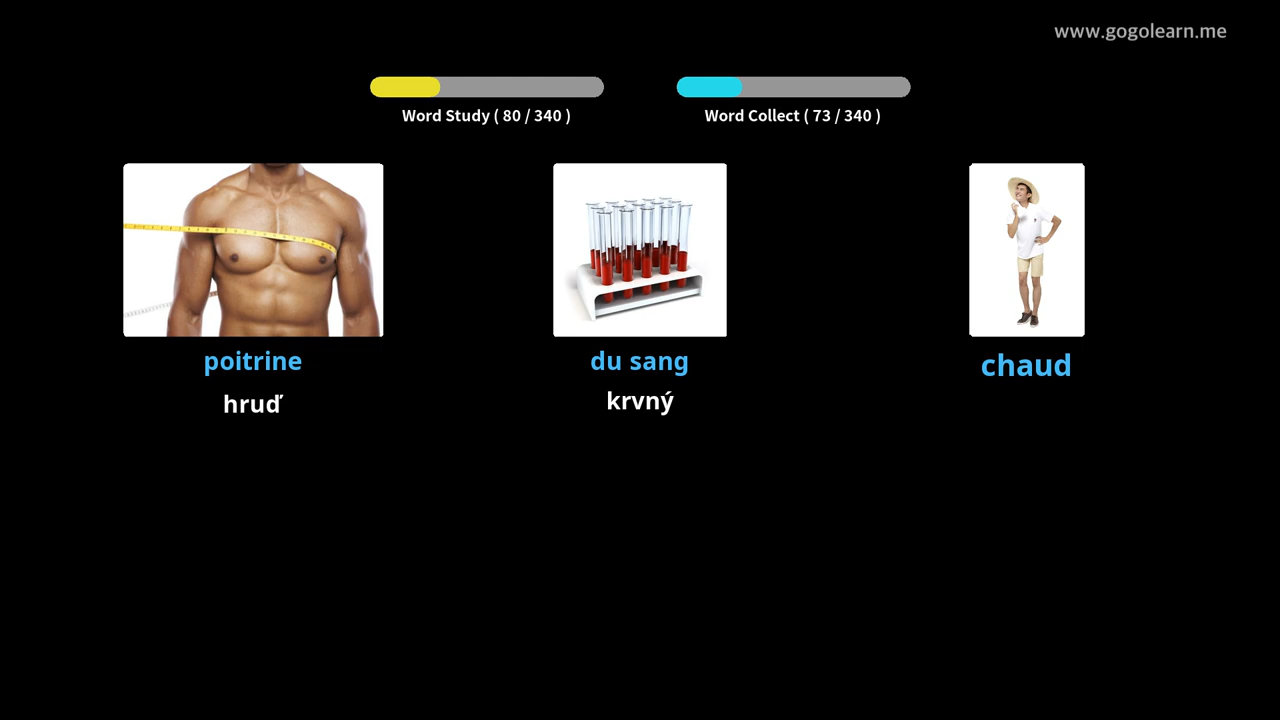 www.gogolearn.me
Word Study ( 80 / 340 )
Word Collect ( 73 / 340 )
poitrine
hruď
du sang
krvný
chaud